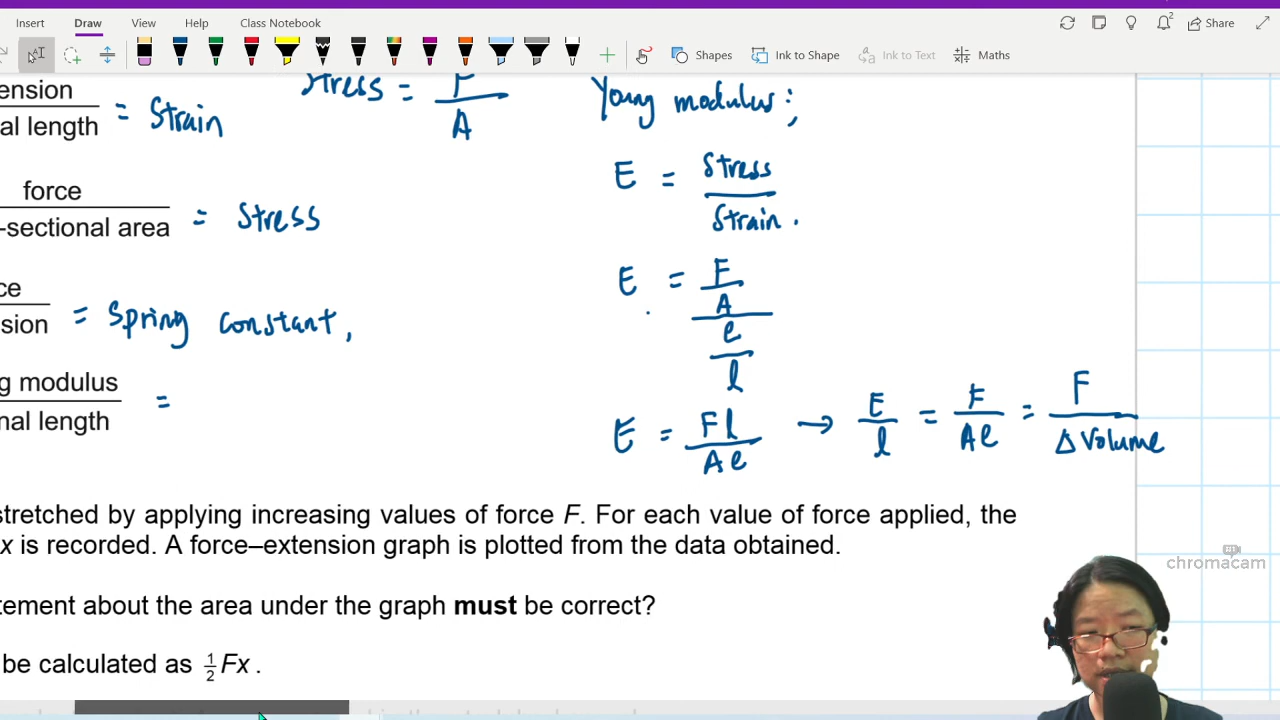 Insert Draw View Help Class Notebook
Share
Shapes Ink to Shape Ink to Text Maths
ension
al length
= Strain
Stress = F
A
Young modulus ;
E = Stress
Strain .
force
-sectional area
= Stress
E = F
A
e
l
ce
sion
= Spring constant ,
g modulus
nal length
=
E = Fl
Ae
→ E
l
= F
Ae
= F
Δ Volume
stretched by applying increasing values of force F. For each value of force applied, the
x is recorded. A force–extension graph is plotted from the data obtained.
chromacam
tement about the area under the graph must be correct?
be calculated as 1/2 Fx .